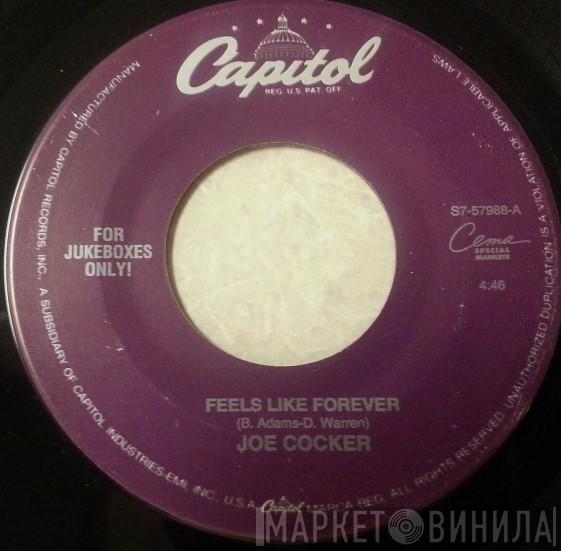 Capitol
REG. U.S. PAT. OFF.
FOR
JUKEBOXES
ONLY!
S7-57988-A
Cema
SPECIAL
MARKETS
4:46
FEELS LIKE FOREVER
(B. Adams-D. Warren)
JOE COCKER
MANUFACTURED BY CAPITOL RECORDS, INC., A SUBSIDIARY OF CAPITOL INDUSTRIES-EMI, INC., U.S.A. Capitol MARCA REG. ALL RIGHTS RESERVED. UNAUTHORIZED DUPLICATION IS A VIOLATION OF APPLICABLE LAWS
МАРКЕТ ВИНИЛА